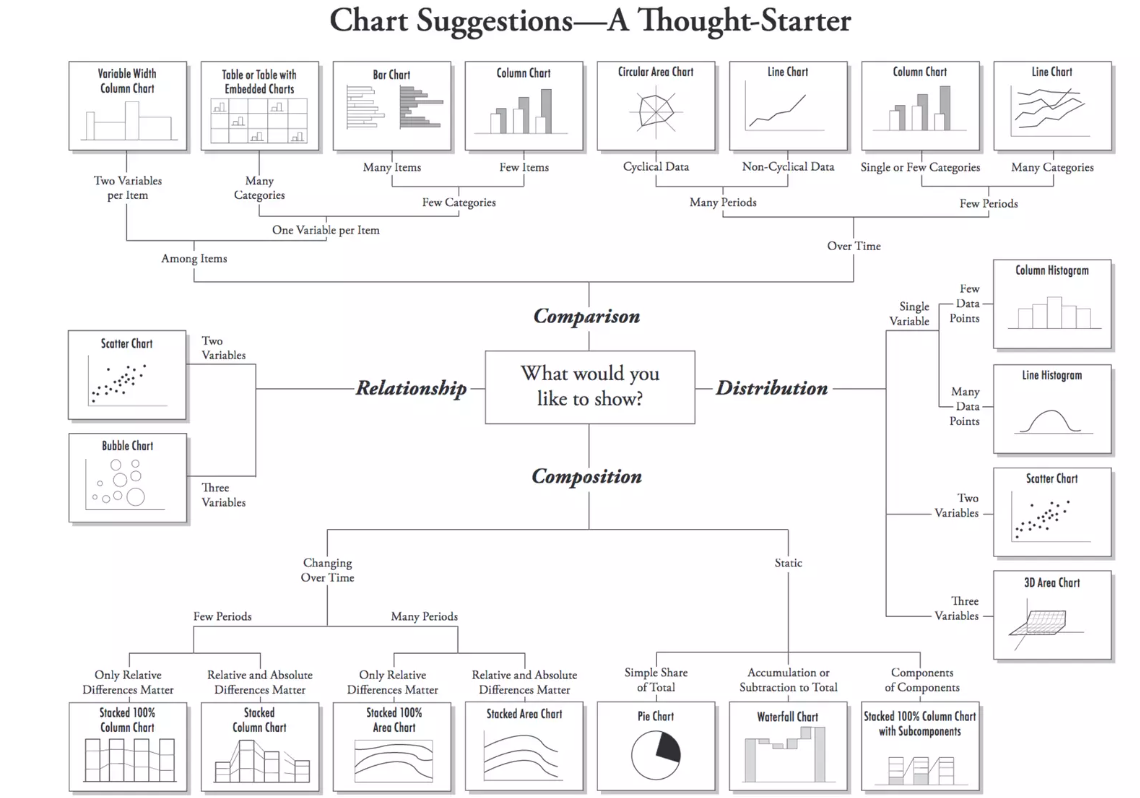 Chart Suggestions—A Thought-Starter
Variable Width
Column Chart
Table or Table with
Embedded Charts
Bar Chart
Column Chart
Circular Area Chart
Line Chart
Column Chart
Line Chart
Two Variables
per Item
Many
Categories
Many Items
Few Items
Cyclical Data
Non-Cyclical Data
Single or Few Categories
Many Categories
Few Categories
Many Periods
Few Periods
One Variable per Item
Among Items
Over Time
Comparison
What would you
like to show?
Relationship
Two
Variables
Scatter Chart
Three
Variables
Bubble Chart
Distribution
Single
Variable
Few
Data
Points
Column Histogram
Many
Data
Points
Line Histogram
Two
Variables
Scatter Chart
Three
Variables
3D Area Chart
Composition
Changing
Over Time
Static
Few Periods
Many Periods
Only Relative
Differences Matter
Relative and Absolute
Differences Matter
Only Relative
Differences Matter
Relative and Absolute
Differences Matter
Simple Share
of Total
Accumulation or
Subtraction to Total
Components
of Components
Stacked 100%
Column Chart
Stacked
Column Chart
Stacked 100%
Area Chart
Stacked Area Chart
Pie Chart
Waterfall Chart
Stacked 100% Column Chart
with Subcomponents